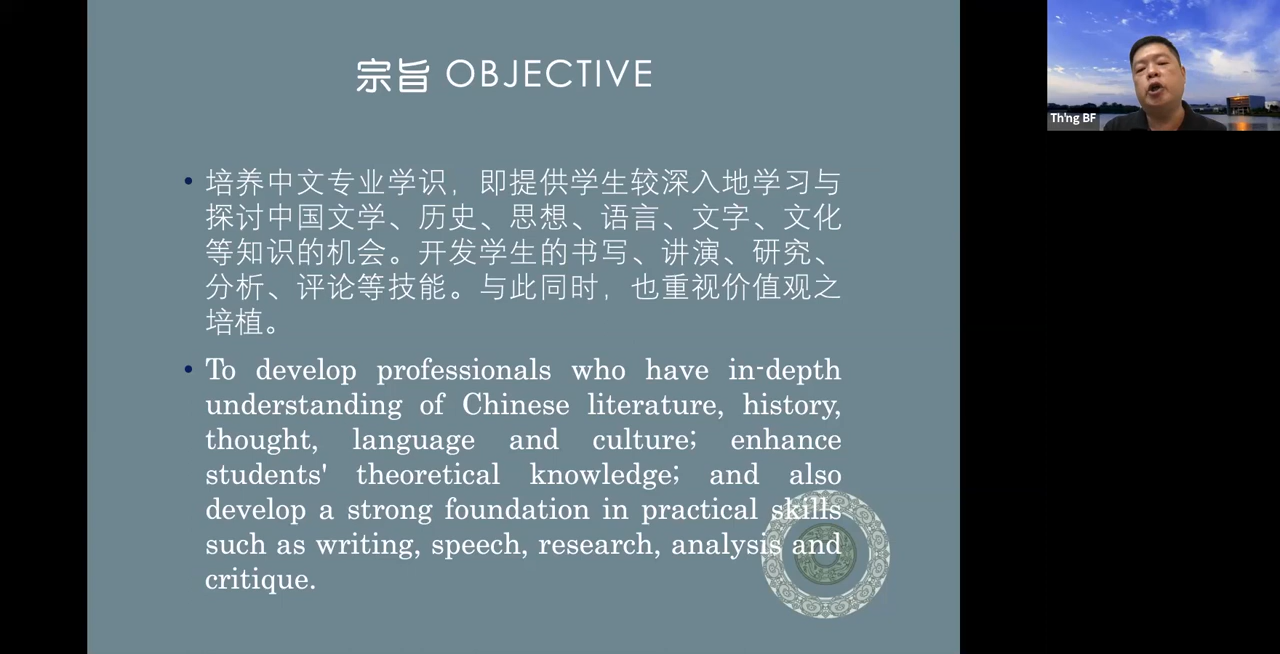 宗旨 OBJECTIVE
• 培养中文专业学识，即提供学生较深入地学习与
探讨中国文学、历史、思想、语言、文字、文化
等知识的机会。开发学生的书写、讲演、研究、
分析、评论等技能。与此同时，也重视价值观之
培植。
• To develop professionals who have in-depth
understanding of Chinese literature, history,
thought, language and culture; enhance
students' theoretical knowledge; and also
develop a strong foundation in practical skills
such as writing, speech, research, analysis and
critique.
Th'ng BF